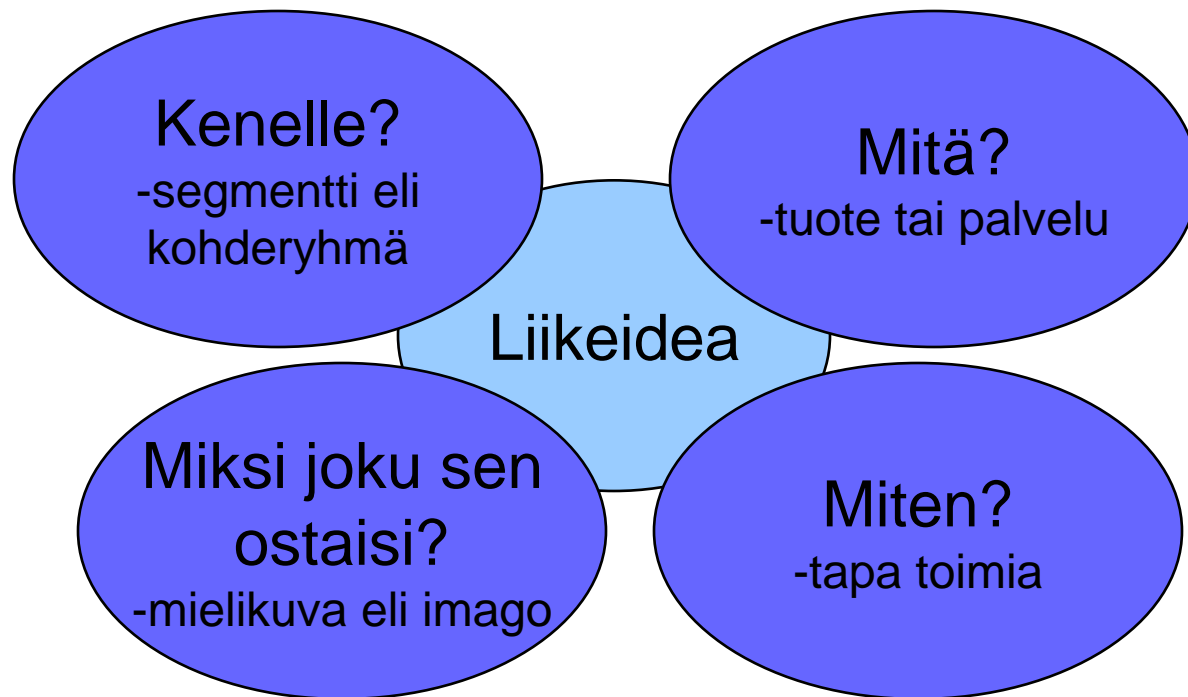 Kenelle?
-segmentti eli
kohderyhmä
Mitä?
-tuote tai palvelu
Liikeidea
Miksi joku sen
ostaisi?
-mielikuva eli imago
Miten?
-tapa toimia